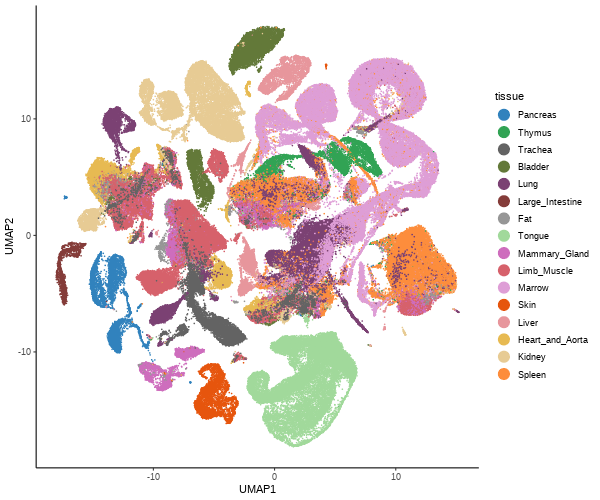 tissue
Pancreas
Thymus
Trachea
Bladder
Lung
Large_Intestine
Fat
Tongue
Mammary_Gland
Limb_Muscle
Marrow
Skin
Liver
Heart_and_Aorta
Kidney
Spleen
UMAP2
10
0
-10
-10
0
10
UMAP1